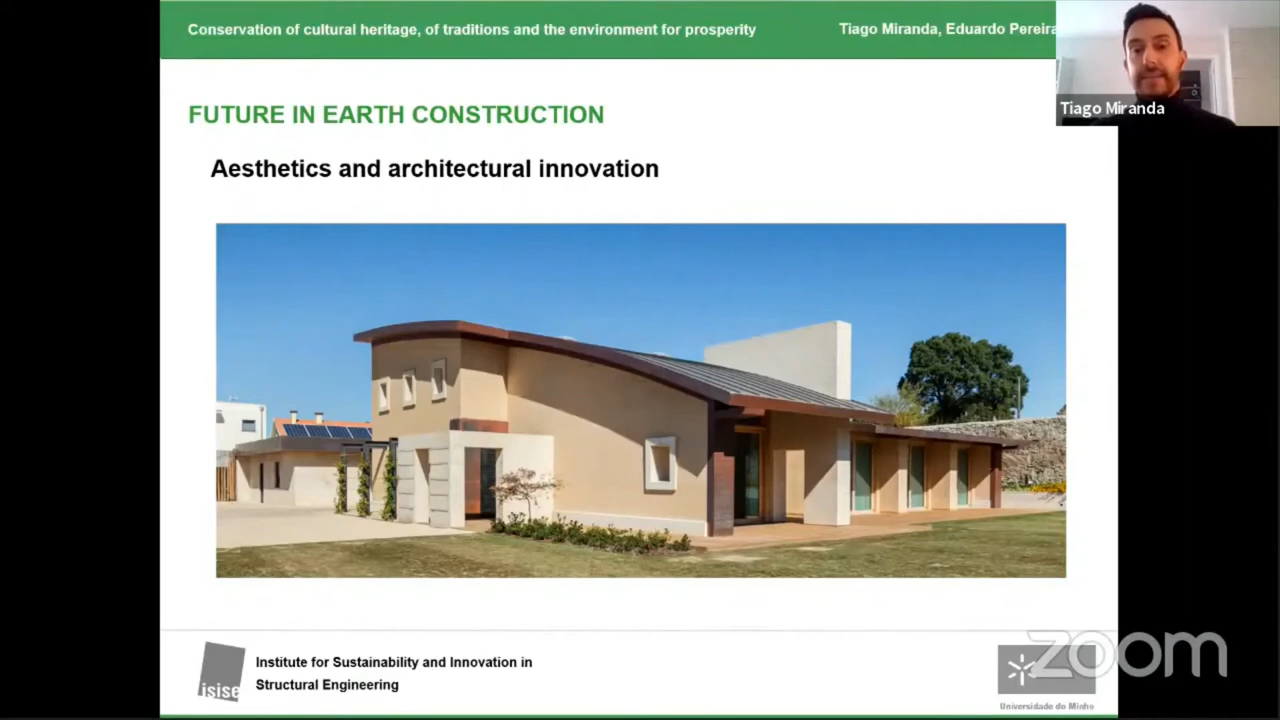 Conservation of cultural heritage, of traditions and the environment for prosperity
Tiago Miranda, Eduardo Pereira
Tiago Miranda
FUTURE IN EARTH CONSTRUCTION
Aesthetics and architectural innovation
isise
Institute for Sustainability and Innovation in
Structural Engineering
zoom
Universidade do Minho